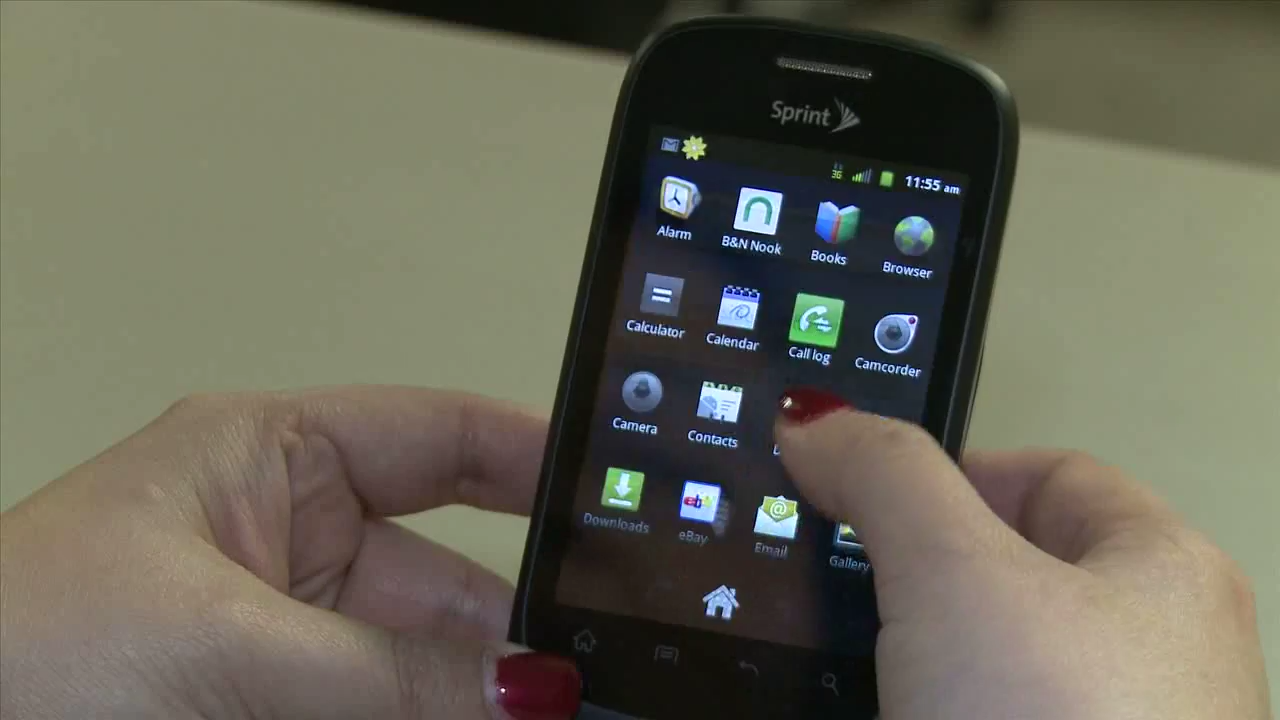 Sprint
3G 11:55 am
Alarm B&N Nook Books Browser
Calculator Calendar Call log Camcorder
Camera Contacts
Downloads eBay Email Gallery